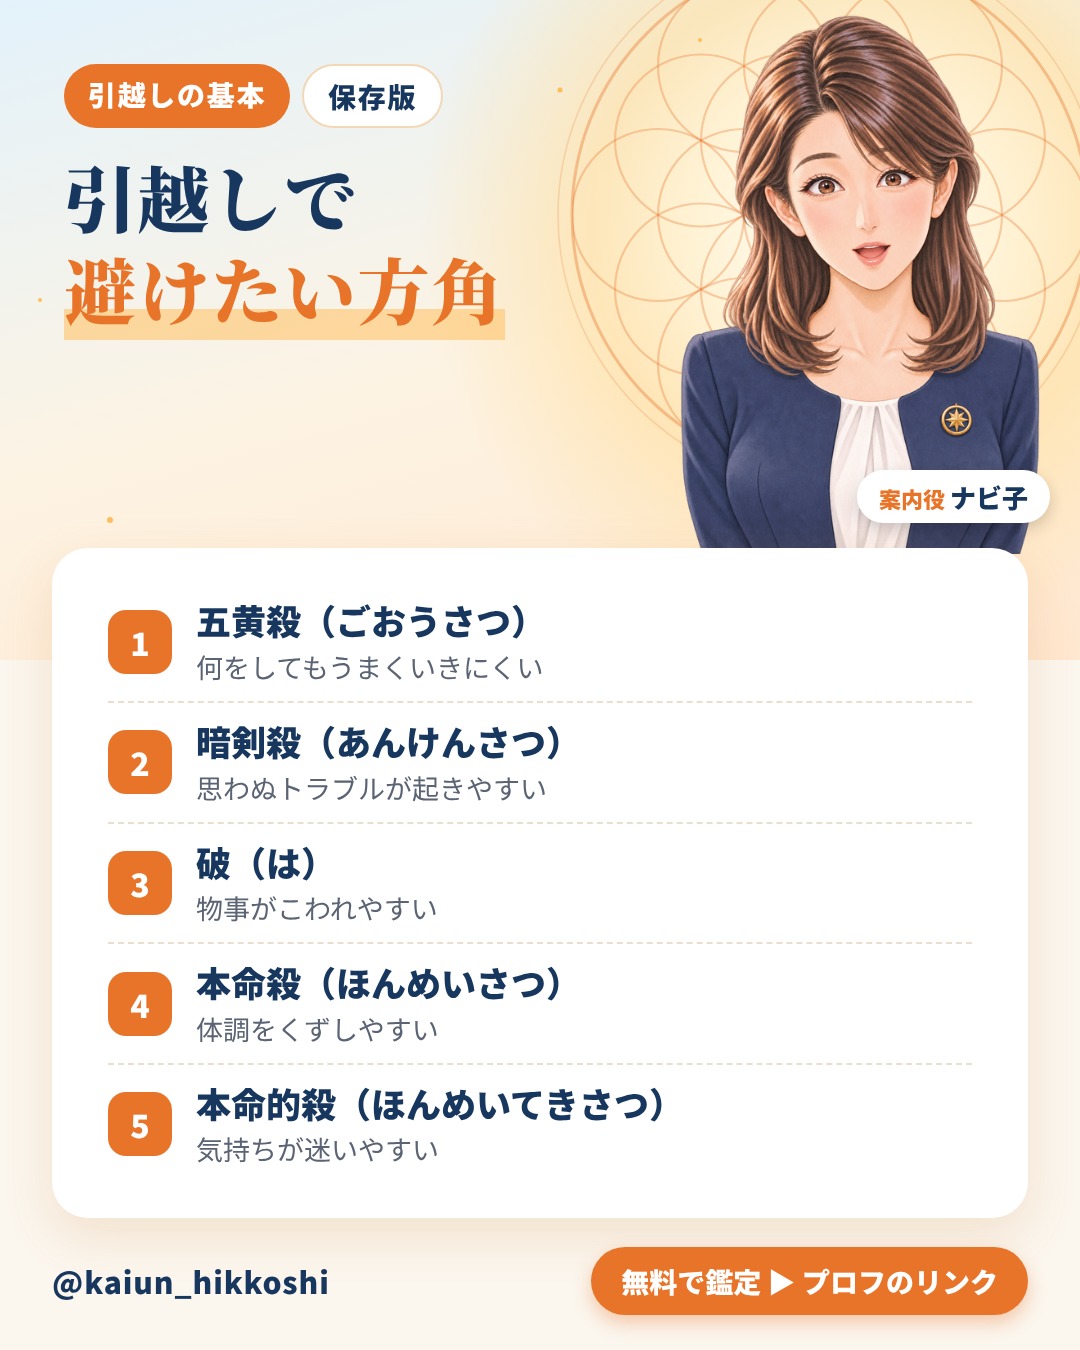 引越しの基本
保存版
引越しで
避けたい方角
案内役 ナビ子
1
五黄殺（ごおうさつ）
何をしてもうまくいきにくい
2
暗剣殺（あんけんさつ）
思わぬトラブルが起きやすい
3
破（は）
物事がこわれやすい
4
本命殺（ほんめいさつ）
体調をくずしやすい
5
本命的殺（ほんめいてきさつ）
気持ちが迷いやすい
@kaiun_hikkoshi
無料で鑑定 ▶ プロフのリンク